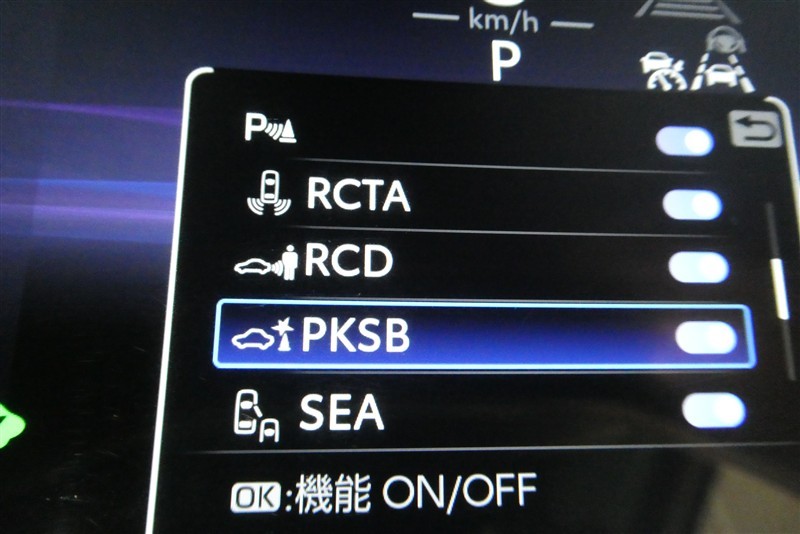 km/h
P
P
RCTA
RCD
PKSB
SEA
OK:機能 ON/OFF